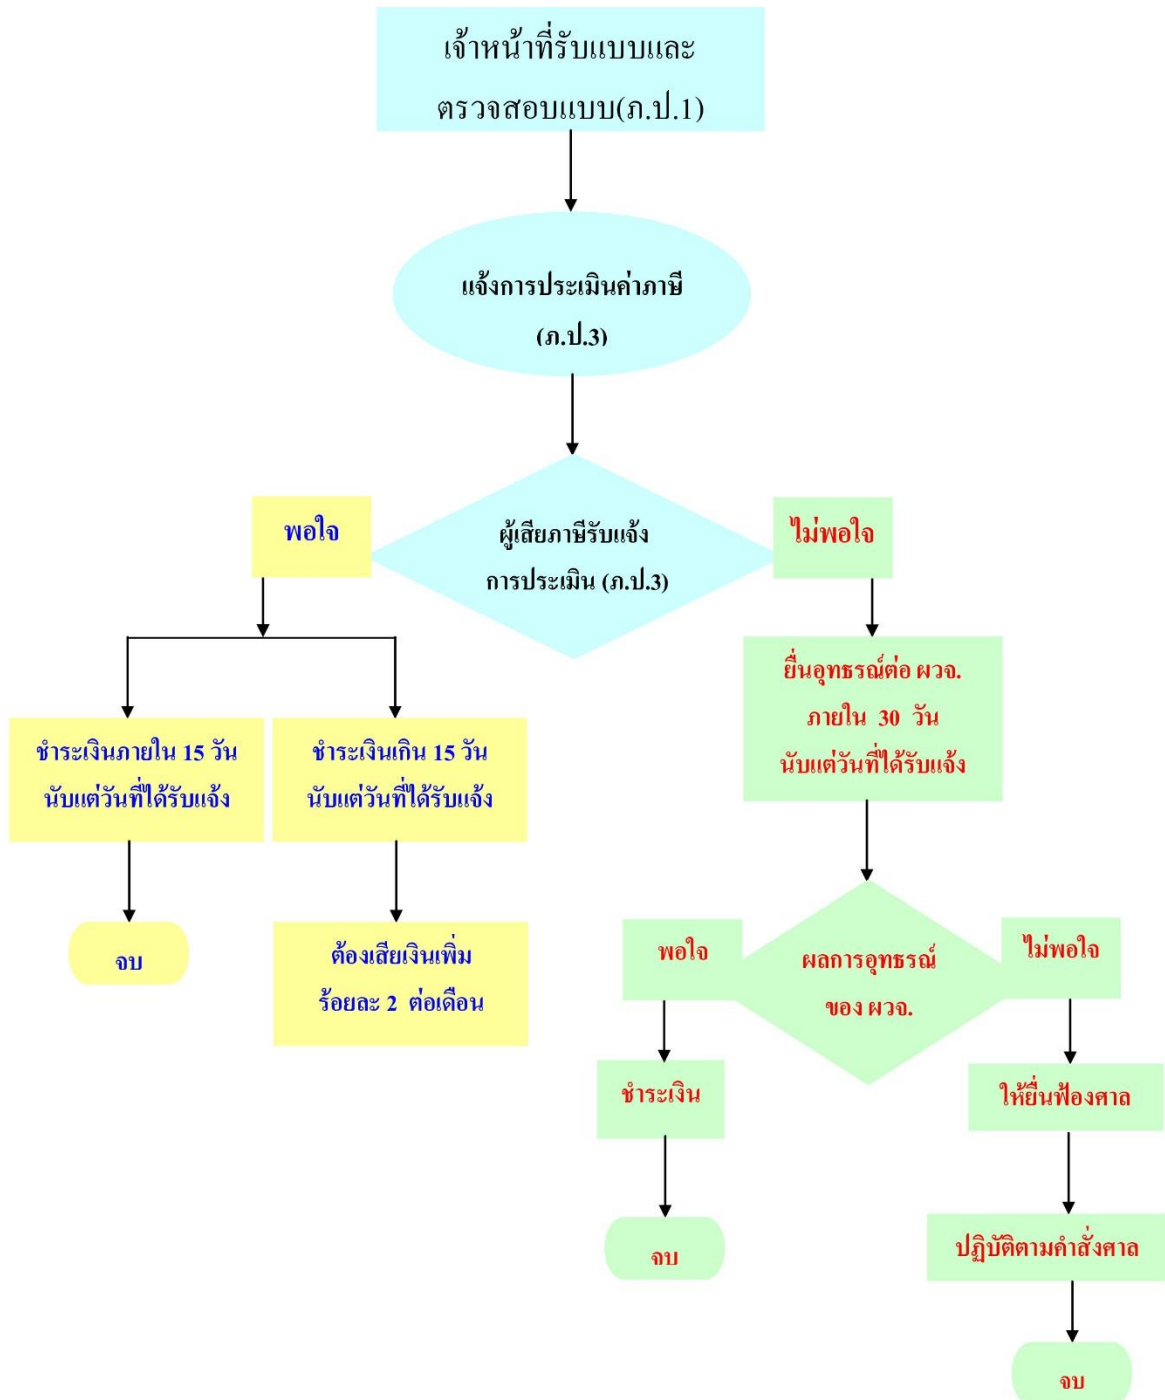 เจ้าหน้าที่รับแบบและ
ตรวจสอบแบบ(ภ.ป.1)
แจ้งการประเมินค่าภาษี
(ภ.ป.3)
ผู้เสียภาษีรับแจ้ง
การประเมิน (ภ.ป.3)
พอใจ
ไม่พอใจ
ชำระเงินภายใน 15 วัน
นับแต่วันที่ได้รับแจ้ง
ชำระเงินเกิน 15 วัน
นับแต่วันที่ได้รับแจ้ง
จบ
ต้องเสียเงินเพิ่ม
ร้อยละ 2 ต่อเดือน
ยื่นอุทธรณ์ต่อ ผวจ.
ภายใน 30 วัน
นับแต่วันที่ได้รับแจ้ง
ผลการอุทธรณ์
ของ ผวจ.
พอใจ
ไม่พอใจ
ชำระเงิน
จบ
ให้ยื่นฟ้องศาล
ปฏิบัติตามคำสั่งศาล
จบ